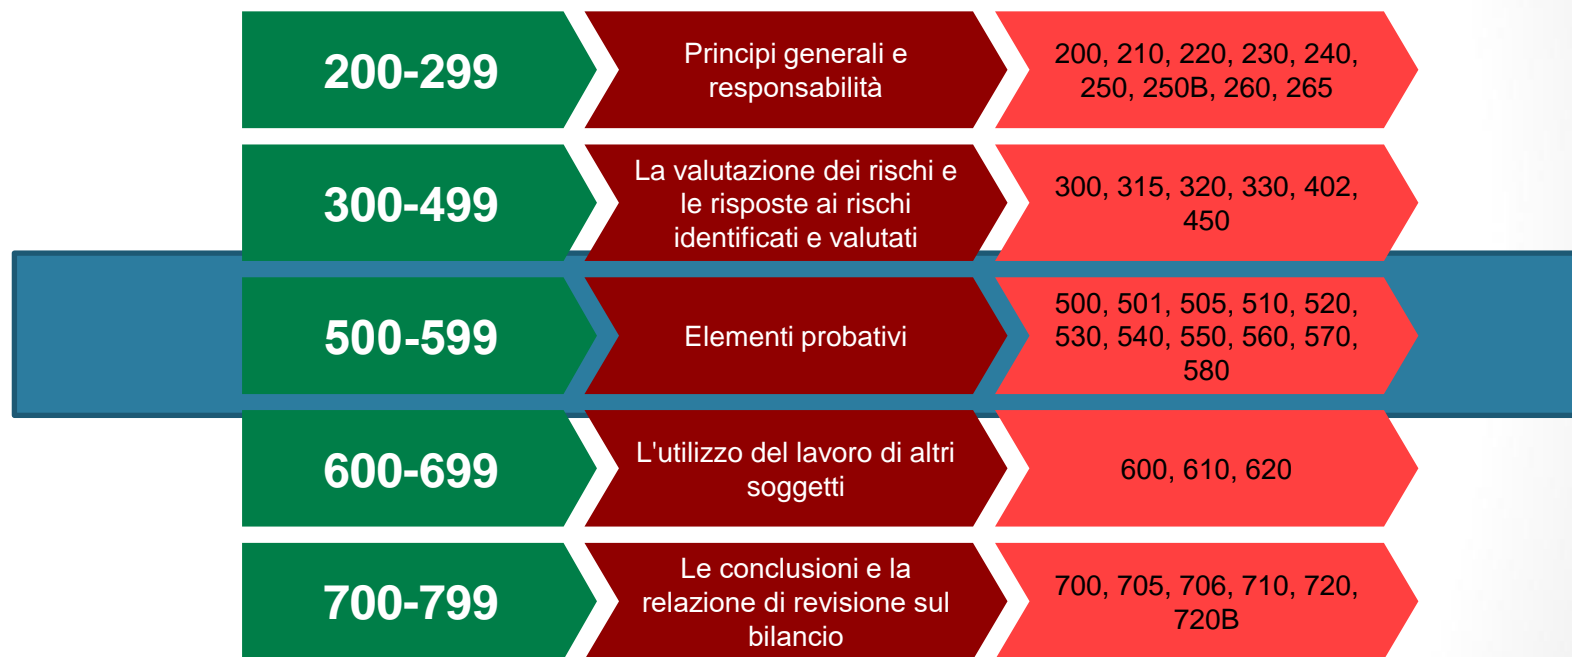 200-299
Principi generali e
responsabilità
200, 210, 220, 230, 240,
250, 250B, 260, 265
300-499
La valutazione dei rischi e
le risposte ai rischi
identificati e valutati
300, 315, 320, 330, 402,
450
500-599
Elementi probativi
500, 501, 505, 510, 520,
530, 540, 550, 560, 570,
580
600-699
L'utilizzo del lavoro di altri
soggetti
600, 610, 620
700-799
Le conclusioni e la
relazione di revisione sul
bilancio
700, 705, 706, 710, 720,
720B